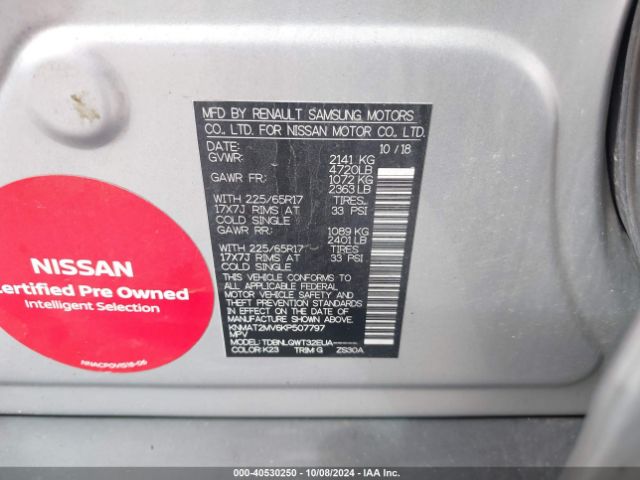 MFD BY RENAULT SAMSUNG MOTORS
CO., LTD. FOR NISSAN MOTOR CO., LTD.
DATE: 10 / 18
GVWR: 2141 KG
4720LB
GAWR FR: 1072 KG
2363 LB
WITH 225/65R17 TIRES.
17X7J RIMS AT 33 PSI
COLD SINGLE
GAWR RR: 1089 KG
2401 LB
WITH 225/65R17 TIRES
17X7J RIMS AT 33 PSI
COLD SINGLE
THIS VEHICLE CONFORMS TO
ALL APPLICABLE FEDERAL
MOTOR VEHICLE SAFETY AND
THEFT PREVENTION STANDARDS
IN EFFECT ON THE DATE OF
MANUFACTURE SHOWN ABOVE.
KNMAT2MV6KP507797
MPV
MODEL: TDBNLQWT32EUA-----
COLOR: K23 TRIM G ZS30A
NISSAN
Certified Pre Owned
Intelligent Selection
000-40530250 | 10/08/2024 - IAA Inc.